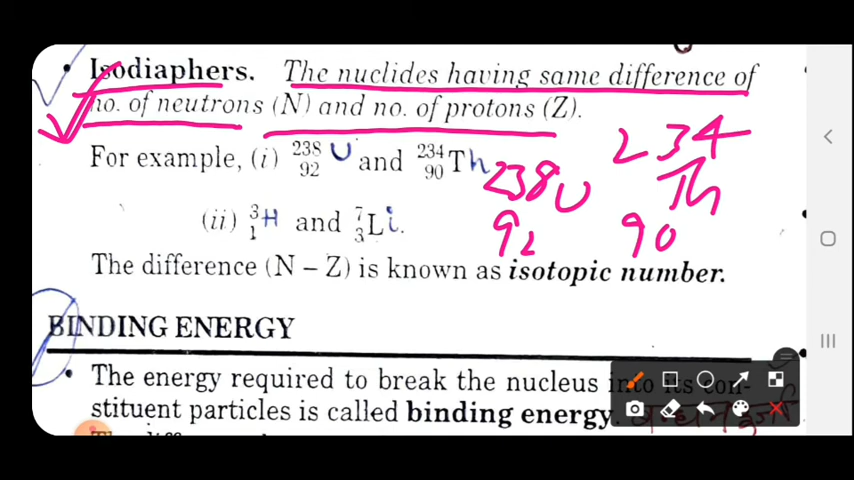 • Isodiaphers. The nuclides having same difference of
no. of neutrons (N) and no. of protons (Z).
For example, (i) ²³⁸₉₂U and ²³⁴₉₀Th
238 U
92
234
Th
90
(ii) ³₁H and ⁷₃Li.
The difference (N – Z) is known as isotopic number.
BINDING ENERGY
• The energy required to break the nucleus into its con-
stituent particles is called binding energy.